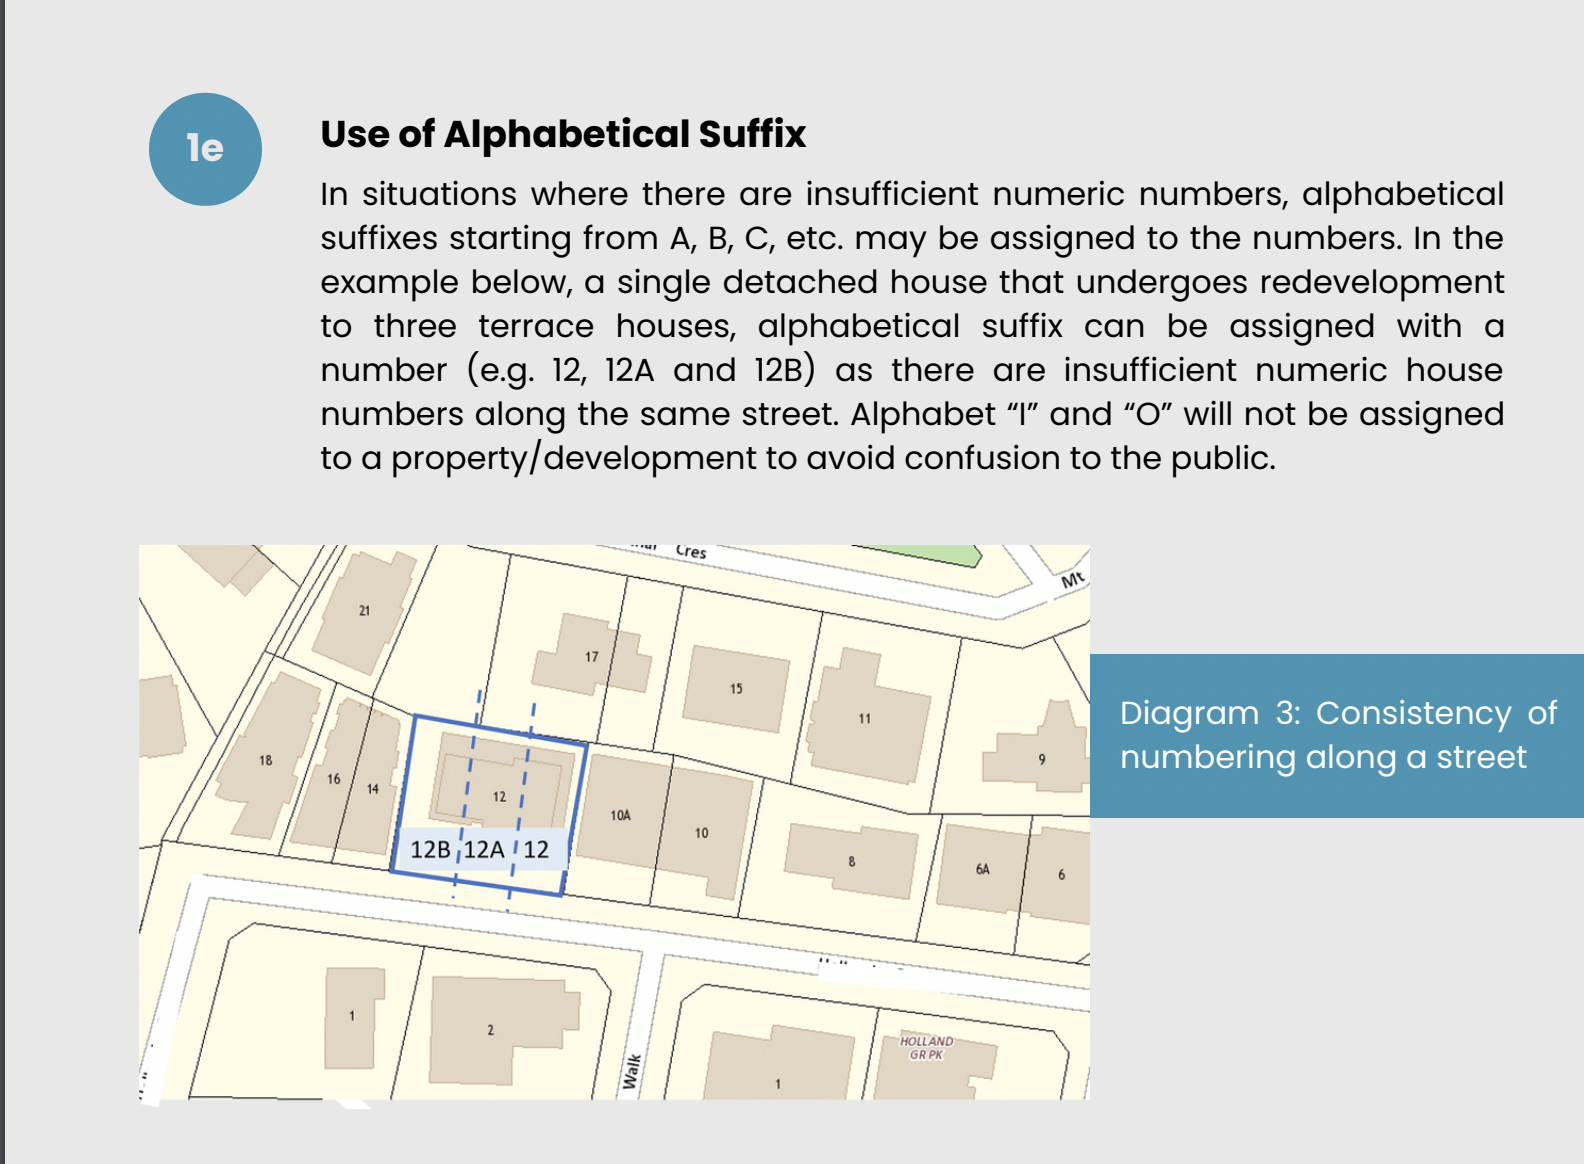 1e
Use of Alphabetical Suffix
In situations where there are insufficient numeric numbers, alphabetical
suffixes starting from A, B, C, etc. may be assigned to the numbers. In the
example below, a single detached house that undergoes redevelopment
to three terrace houses, alphabetical suffix can be assigned with a
number (e.g. 12, 12A and 12B) as there are insufficient numeric house
numbers along the same street. Alphabet “I” and “O” will not be assigned
to a property/development to avoid confusion to the public.
Cres
Mt
21
17
15
11
9
18
16
14
12
10A
10
8
6A
6
12B 12A 12
1
2
Walk
1
HOLLAND
GR PK
Diagram 3: Consistency of
numbering along a street